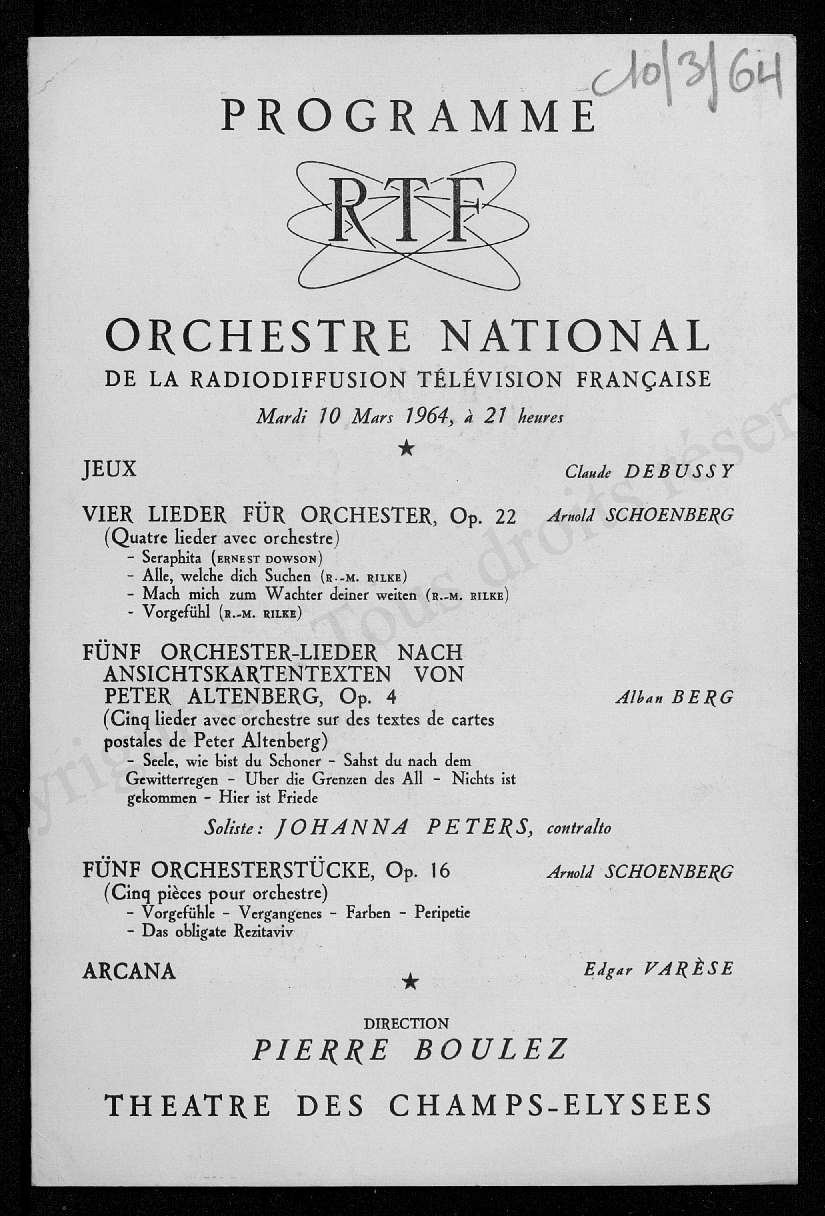 10/3/64
PROGRAMME
RTF
ORCHESTRE NATIONAL
DE LA RADIODIFFUSION TÉLÉVISION FRANÇAISE
Mardi 10 Mars 1964, à 21 heures
JEUX Claude DEBUSSY
VIER LIEDER FÜR ORCHESTER, Op. 22 Arnold SCHOENBERG
(Quatre lieder avec orchestre)
- Seraphita (ERNEST DOWSON)
- Alle, welche dich Suchen (R.-M. RILKE)
- Mach mich zum Wachter deiner weiten (R.-M. RILKE)
- Vorgefühl (R.-M. RILKE)
FÜNF ORCHESTER-LIEDER NACH
ANSICHTSKARTENTEXTEN VON
PETER ALTENBERG, Op. 4 Alban BERG
(Cinq lieder avec orchestre sur des textes de cartes
postales de Peter Altenberg)
- Seele, wie bist du Schoner - Sahst du nach dem
Gewitterregen - Uber die Grenzen des All - Nichts ist
gekommen - Hier ist Friede
Soliste : JOHANNA PETERS, contralto
FÜNF ORCHESTERSTÜCKE, Op. 16 Arnold SCHOENBERG
(Cinq pièces pour orchestre)
- Vorgefühle - Vergangenes - Farben - Peripetie
- Das obligate Rezitaviv
ARCANA Edgar VARÈSE
DIRECTION
PIERRE BOULEZ
THEATRE DES CHAMPS-ELYSEES
Tous droits